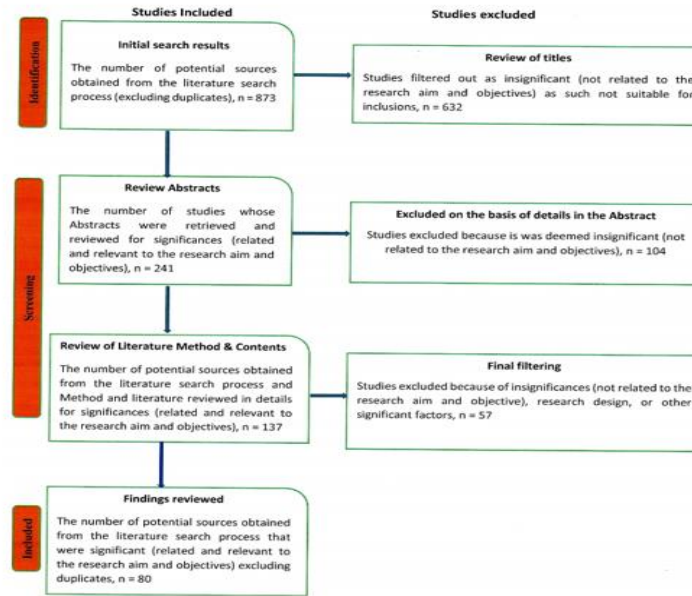 Studies Included
Studies excluded
Identification
Initial search results
The number of potential sources
obtained from the literature search
process (excluding duplicates), n = 873
Review of titles
Studies filtered out as insignificant (not related to the
research aim and objectives) as such not suitable for
inclusions, n = 632
Screening
Review Abstracts
The number of studies whose
Abstracts were retrieved and
reviewed for significances (related
and relevant to the research aim and
objectives), n = 241
Excluded on the basis of details in the Abstract
Studies excluded because is was deemed insignificant (not
related to the research aim and objectives), n = 104
Review of Literature Method & Contents
The number of potential sources obtained
from the literature search process and
Method and literature reviewed in details
for significances (related and relevant to
the research aim and objectives), n = 137
Final filtering
Studies excluded because of insignificances (not related to the
research aim and objective), research design, or other
significant factors, n = 57
Included
Findings reviewed
The number of potential sources obtained
from the literature search process that
were significant (related and relevant to
the research aim and objectives) excluding
duplicates, n = 80